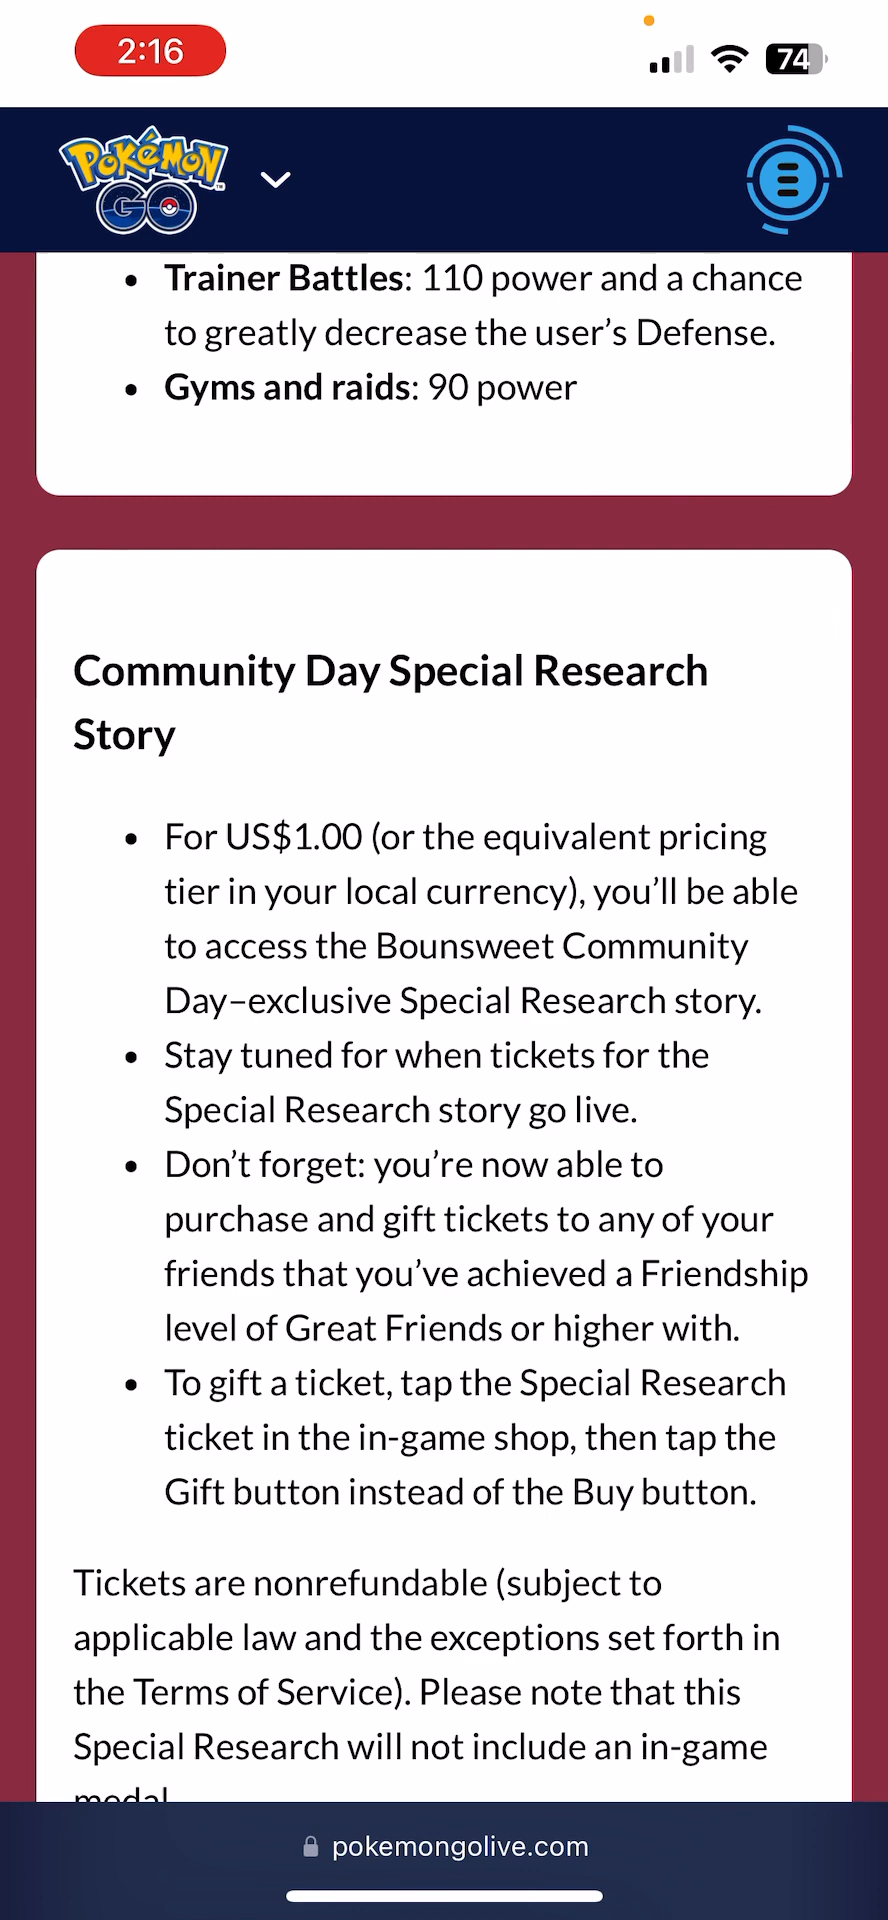 2:16
74
POKÉMON
GO
• Trainer Battles: 110 power and a chance
to greatly decrease the user’s Defense.
• Gyms and raids: 90 power
Community Day Special Research
Story
• For US$1.00 (or the equivalent pricing
tier in your local currency), you’ll be able
to access the Bounsweet Community
Day–exclusive Special Research story.
• Stay tuned for when tickets for the
Special Research story go live.
• Don’t forget: you’re now able to
purchase and gift tickets to any of your
friends that you’ve achieved a Friendship
level of Great Friends or higher with.
• To gift a ticket, tap the Special Research
ticket in the in-game shop, then tap the
Gift button instead of the Buy button.
Tickets are nonrefundable (subject to
applicable law and the exceptions set forth in
the Terms of Service). Please note that this
Special Research will not include an in-game
medal
pokemongolive.com